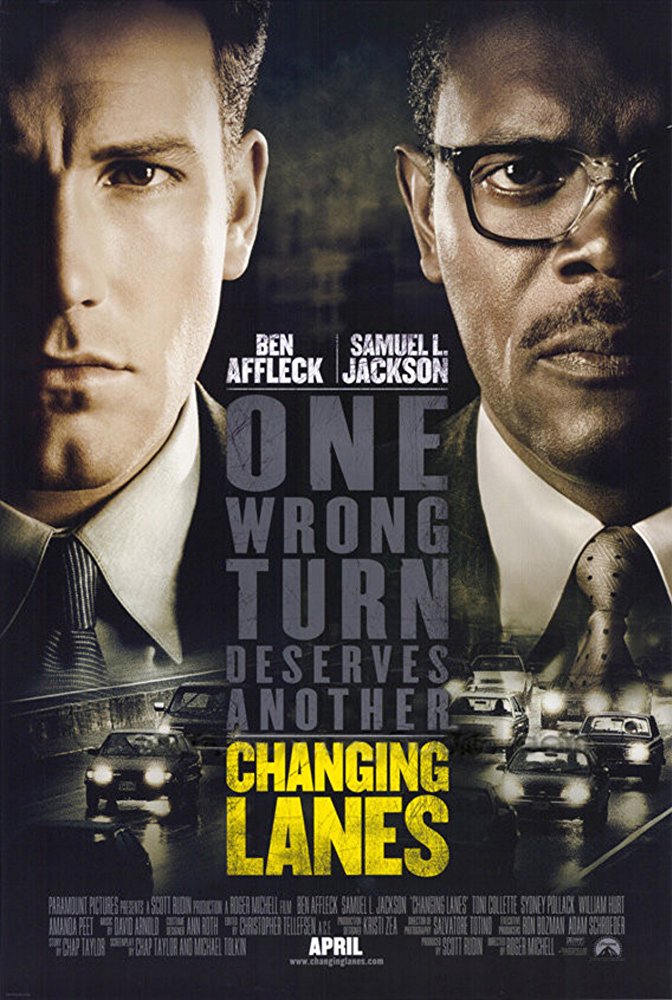 BEN AFFLECK
SAMUEL L. JACKSON
ONE
WRONG
TURN
DESERVES
ANOTHER
CHANGING
LANES
PARAMOUNT PICTURES PRESENTS A SCOTT RUDIN PRODUCTION A ROGER MICHELL FILM BEN AFFLECK SAMUEL L. JACKSON "CHANGING LANES" TONI COLLETTE SYDNEY POLLACK WILLIAM HURT
AMANDA PEET MUSIC BY DAVID ARNOLD COSTUME DESIGNER ANN ROTH EDITED BY CHRISTOPHER TELLEFSEN A.C.E. PRODUCTION DESIGNER KRISTI ZEA DIRECTOR OF PHOTOGRAPHY SALVATORE TOTINO EXECUTIVE PRODUCERS RON BOZMAN ADAM SCHROEDER
STORY BY CHAP TAYLOR SCREENPLAY BY CHAP TAYLOR AND MICHAEL TOLKIN PRODUCED BY SCOTT RUDIN DIRECTED BY ROGER MICHELL
APRIL
www.changinglanes.com